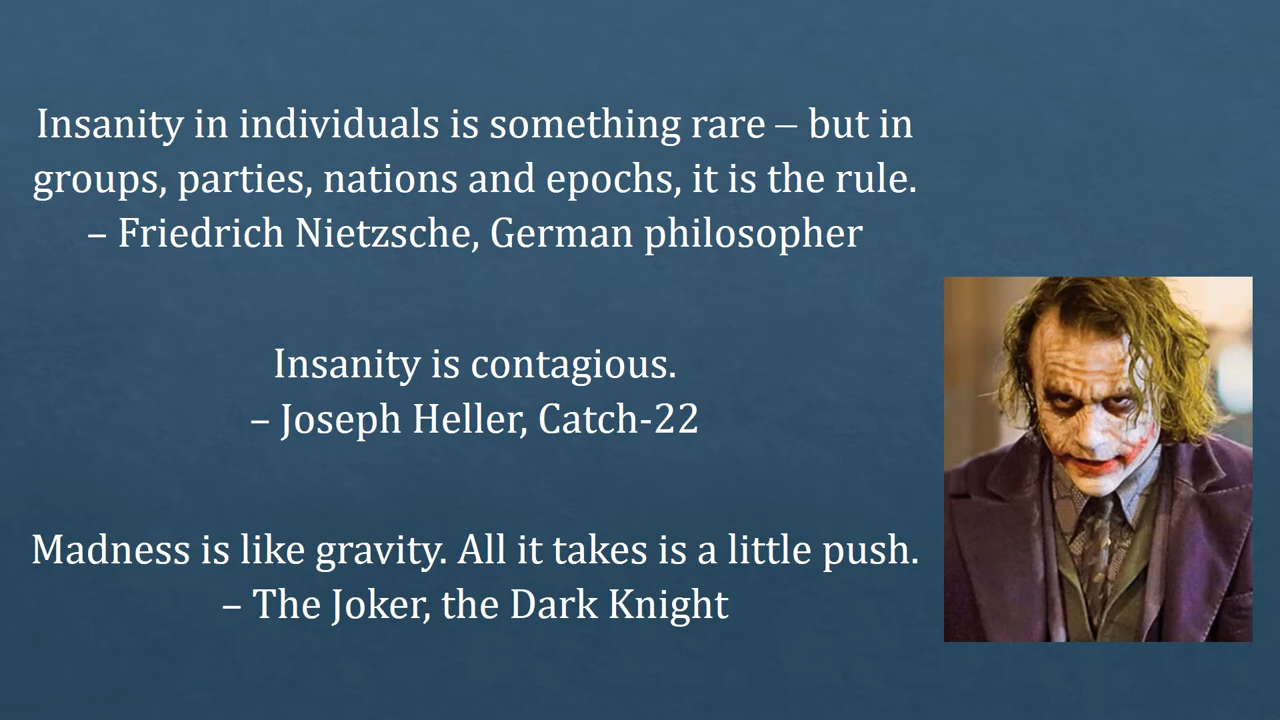 Insanity in individuals is something rare – but in
groups, parties, nations and epochs, it is the rule.
– Friedrich Nietzsche, German philosopher
Insanity is contagious.
– Joseph Heller, Catch-22
Madness is like gravity. All it takes is a little push.
– The Joker, the Dark Knight